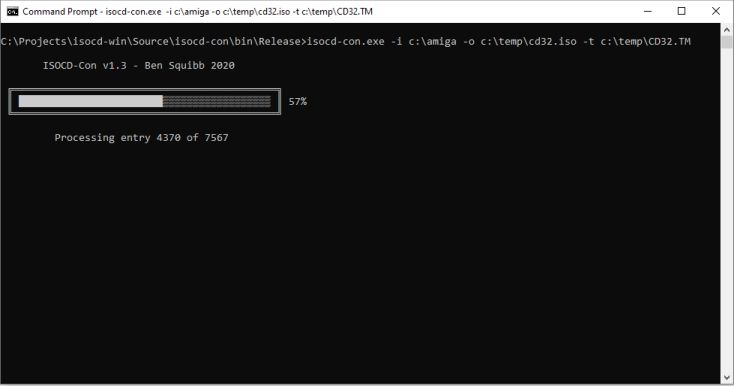 Command Prompt - isocd-con.exe -i c:\amiga -o c:\temp\cd32.iso -t c:\temp\CD32.TM
C:\Projects\isocd-win\Source\isocd-con\bin\Release>isocd-con.exe -i c:\amiga -o c:\temp\cd32.iso -t c:\temp\CD32.TM
ISOCD-Con v1.3 - Ben Squibb 2020
57%
Processing entry 4370 of 7567